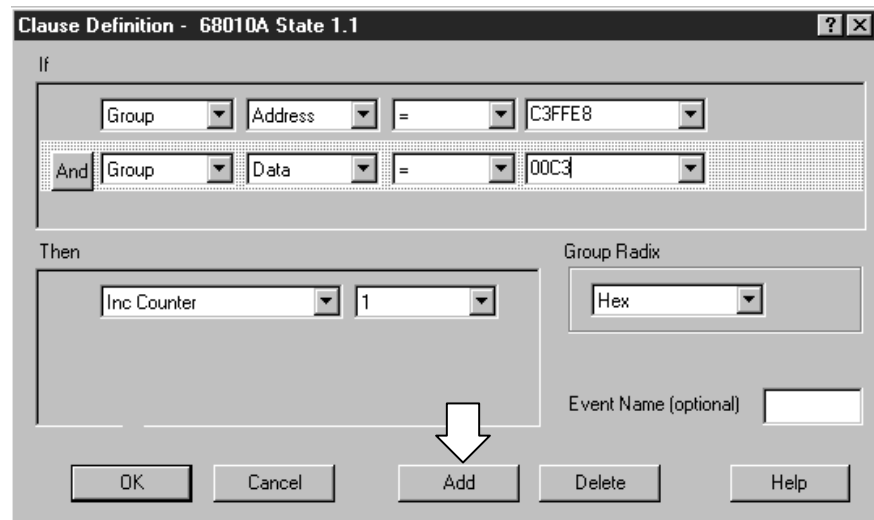 Clause Definition - 68010A State 1.1
If
Group Address = C3FFE8
And Group Data = 00C3
Then
Group Radix
Inc Counter 1
Hex
Event Name (optional)
OK Cancel Add Delete Help